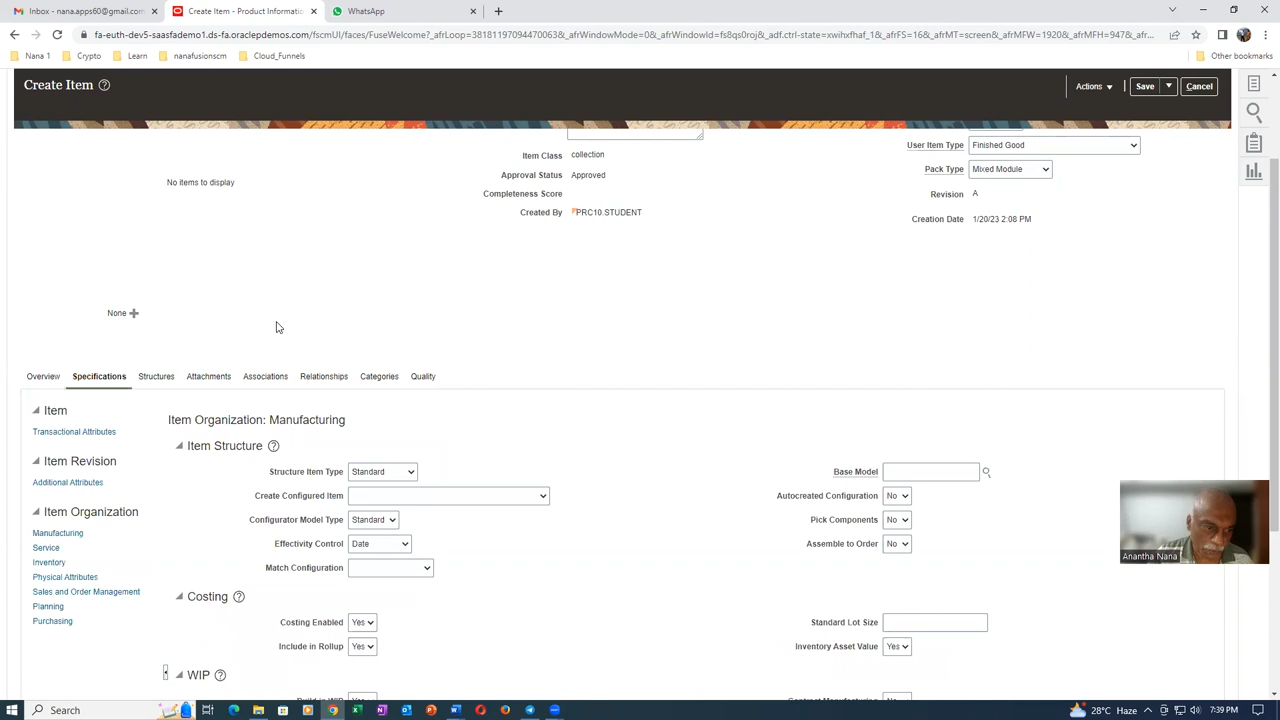 Inbox - nana.apps60@gmail.com
Create Item - Product Informatio
WhatsApp
fa-euth-dev5-saasfademo1.ds-fa.oraclepdemos.com/fscmUI/faces/FuseWelcome?_afrLoop=38181197094470063&_afrWindowMode=0&_afrWindowId=fs8qs0roj&_adf.ctrl-state=xwihxfhaf_1&_afrFS=16&_afrMT=screen&_afrMFW=1920&_afrMFH=947&_afrMFDW=1...
Nana 1
Crypto
Learn
nanafusionscm
Cloud_Funnels
Other bookmarks
Create Item
Actions
Save
Cancel
User Item Type Finished Good
Item Class collection
Pack Type Mixed Module
No items to display
Approval Status Approved
Completeness Score
Revision A
Created By PRC10.STUDENT
Creation Date 1/20/23 2:08 PM
None
Overview Specifications Structures Attachments Associations Relationships Categories Quality
Item
Transactional Attributes
Item Revision
Additional Attributes
Item Organization
Manufacturing
Service
Inventory
Physical Attributes
Sales and Order Management
Planning
Purchasing
Item Organization: Manufacturing
Item Structure
Structure Item Type Standard
Base Model
Create Configured Item
Autocreated Configuration No
Configurator Model Type Standard
Pick Components No
Effectivity Control Date
Assemble to Order No
Match Configuration
Costing
Costing Enabled Yes
Standard Lot Size
Include in Rollup Yes
Inventory Asset Value Yes
WIP
Anantha Nana
Search
28°C Haze
7:39 PM